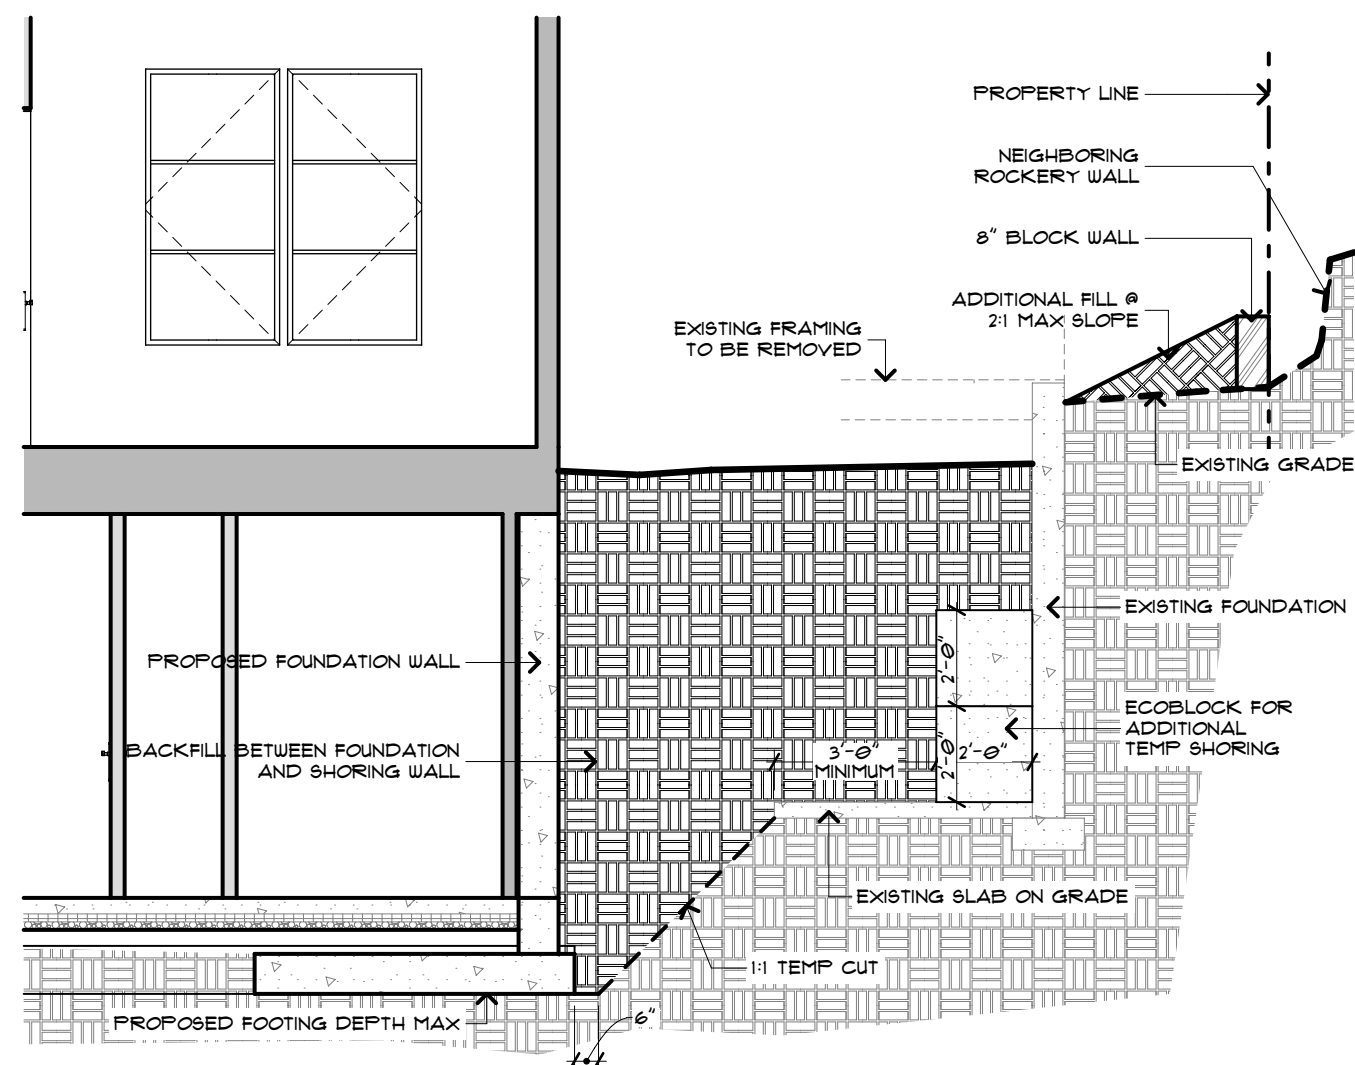 PROPERTY LINE
NEIGHBORING
ROCKERY WALL
8" BLOCK WALL
ADDITIONAL FILL @
2:1 MAX SLOPE
EXISTING FRAMING
TO BE REMOVED
EXISTING GRADE
EXISTING FOUNDATION
2'-0"
PROPOSED FOUNDATION WALL
ECOBLOCK FOR
ADDITIONAL
TEMP SHORING
BACKFILL BETWEEN FOUNDATION
AND SHORING WALL
3'-0"
MINIMUM
2'-0"
2'-0"
EXISTING SLAB ON GRADE
1:1 TEMP CUT
PROPOSED FOOTING DEPTH MAX
6"